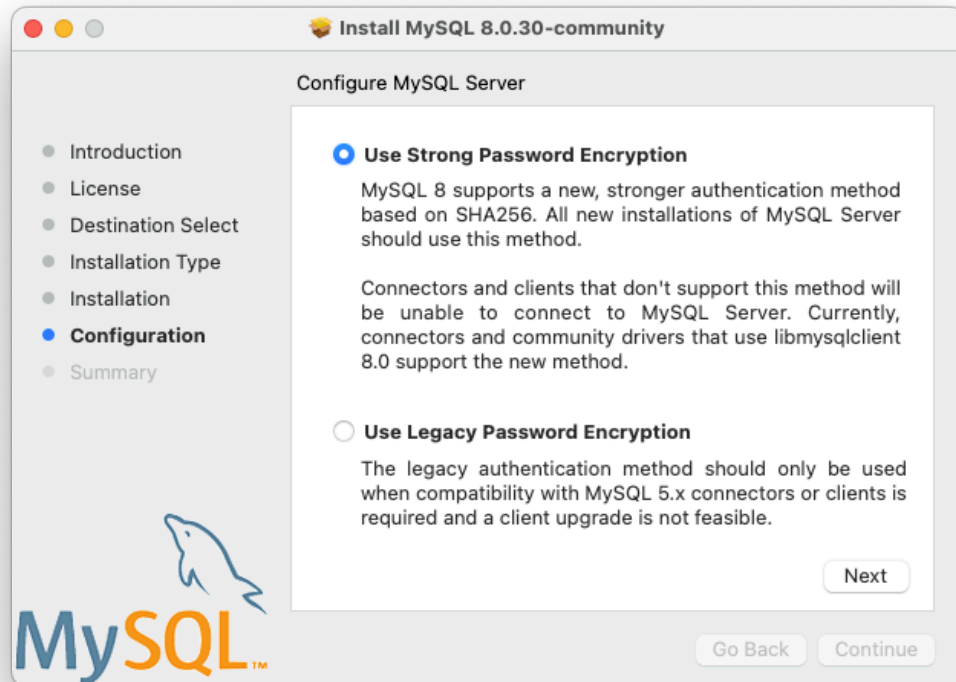 Install MySQL 8.0.30-community
Configure MySQL Server
Introduction
License
Destination Select
Installation Type
Installation
Configuration
Summary
Use Strong Password Encryption
MySQL 8 supports a new, stronger authentication method
based on SHA256. All new installations of MySQL Server
should use this method.
Connectors and clients that don't support this method will
be unable to connect to MySQL Server. Currently,
connectors and community drivers that use libmysqlclient
8.0 support the new method.
Use Legacy Password Encryption
The legacy authentication method should only be used
when compatibility with MySQL 5.x connectors or clients is
required and a client upgrade is not feasible.
Next
MySQL™
Go Back
Continue